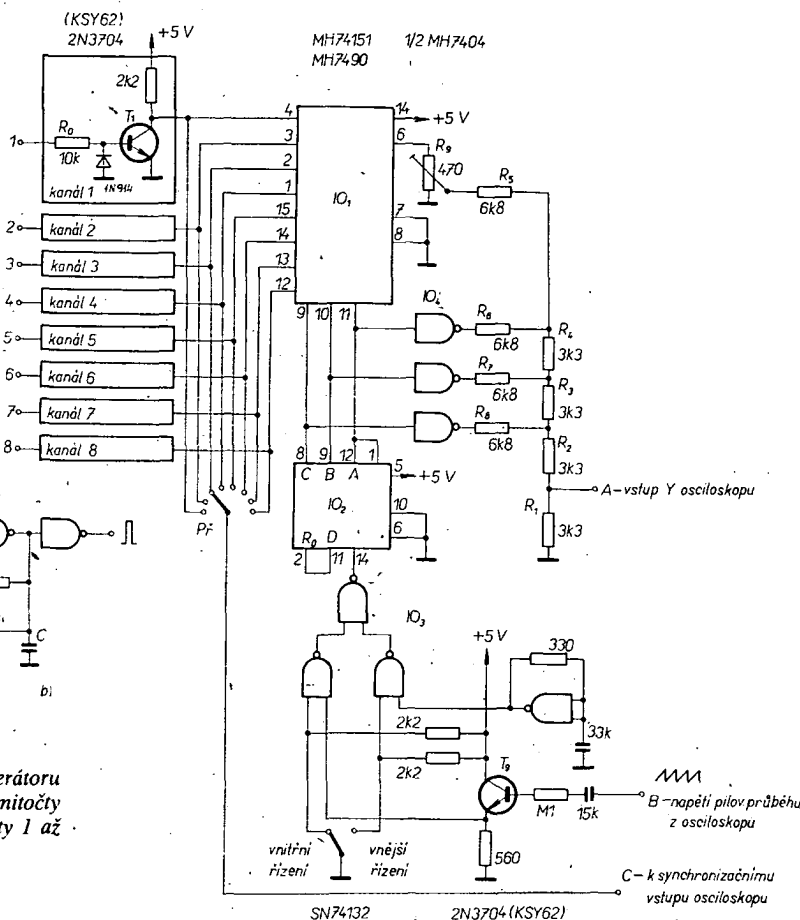 (KSY62)
2N3704
+5 V
2k2
T1
1
R0
10k
1N914
kanál 1
2 kanál 2
3 kanál 3
4 kanál 4
5 kanál 5
6 kanál 6
7 kanál 7
8 kanál 8
MH74151 1/2 MH7404
MH7490
4
3
2
1
15
14
13
12
IO1
14 +5 V
6
R9
470
7
8
9 10 11
R5
6k8
IO4
R6
6k8
R7
6k8
R8
6k8
R4
3k3
R3
3k3
R2
3k3
R1
3k3
A-vstup Y osciloskopu
8 9 12 1
C B A
5 +5 V
IO2
10
6
R0 D
2 11 14
Př
C
b)
IO3
+5 V
330
33k
2k2
2k2
T9
M1
15k
B-napětí pilov. průběhu
z osciloskopu
560
vnitřní
řízení
vnější
řízení
C-k synchronizačnímu
vstupu osciloskopu
SN74132 2N3704 (KSY62)
erátoru
mitočty
ty 1 až